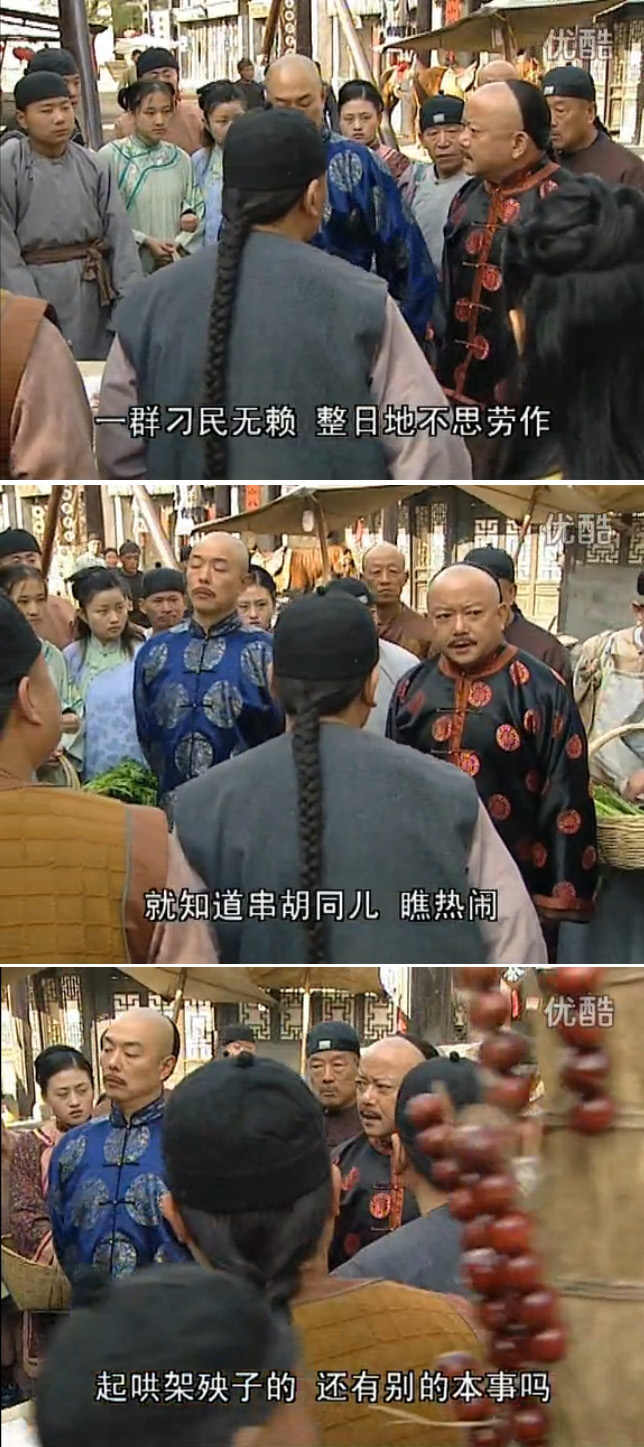 优酷
一群刁民无赖 整日地不思劳作
优酷
就知道串胡同儿 瞧热闹
优酷
起哄架殃子的 还有别的本事吗